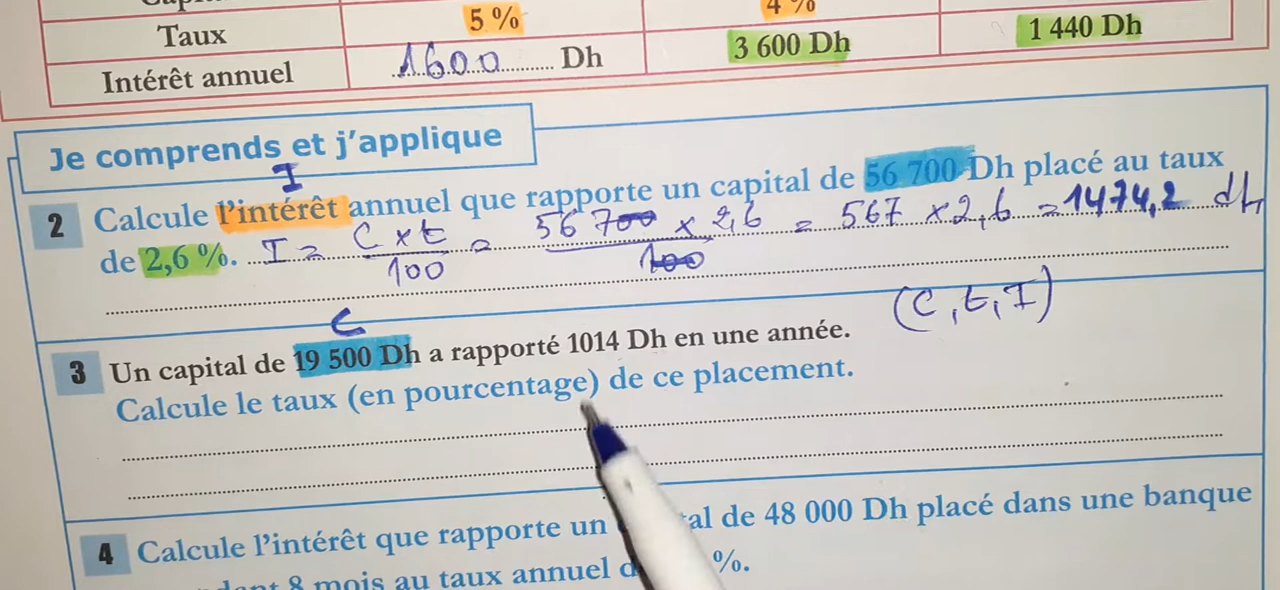 Taux 5 % 4 %
Intérêt annuel 1600 Dh 3 600 Dh 1 440 Dh
Je comprends et j'applique
I
2 Calcule l'intérêt annuel que rapporte un capital de 56 700 Dh placé au taux
de 2,6 %. I = C x t / 100 = 56 700 x 2,6 / 100 = 567 x 2,6 = 1474,2 dh
C
(C, t, I)
3 Un capital de 19 500 Dh a rapporté 1014 Dh en une année.
Calcule le taux (en pourcentage) de ce placement.
4 Calcule l'intérêt que rapporte un al de 48 000 Dh placé dans une banque
8 mois au taux annuel d %.